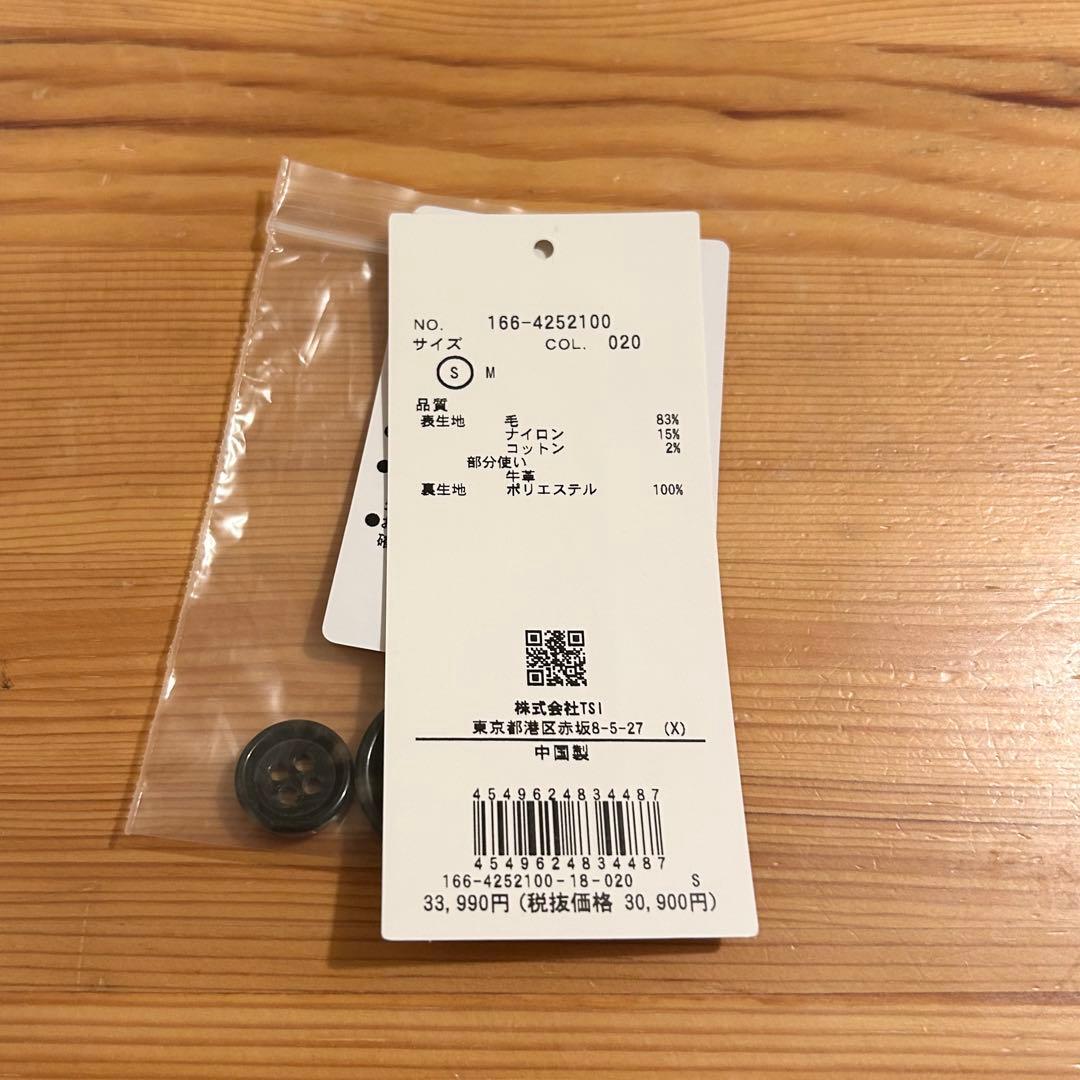 NO. 166-4252100
サイズ COL. 020
S M
品質
表生地 毛 83%
ナイロン 15%
コットン 2%
部分使い
牛革
裏生地 ポリエステル 100%
株式会社TSI
東京都港区赤坂8-5-27 (X)
中国製
4549624834487
4549624834487
166-4252100-18-020 S
33,990円(税抜価格 30,900円)